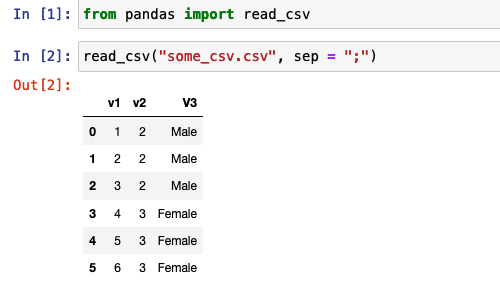 In [1]: from pandas import read_csv
In [2]: read_csv("some_csv.csv", sep = ";")
Out[2]:
v1 v2 V3
0 1 2 Male
1 2 2 Male
2 3 2 Male
3 4 3 Female
4 5 3 Female
5 6 3 Female